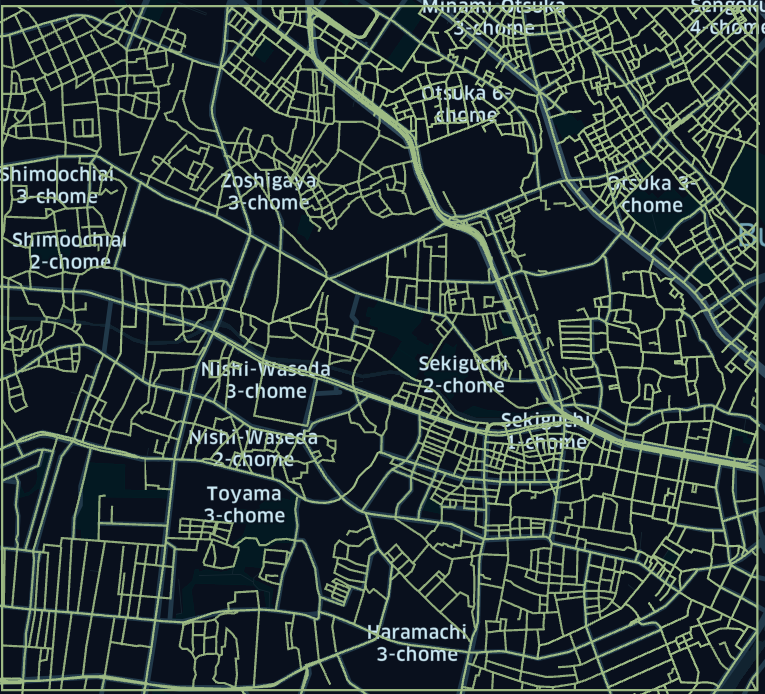 Minami-Otsuka
3-chome
Sengoku
4-chome
Otsuka 6-
chome
Shimoochiai
3-chome
Zoshigaya
3-chome
Otsuka 3-
chome
Shimoochiai
2-chome
Bu
Nishi-Waseda
3-chome
Sekiguchi
2-chome
Sekiguchi
1-chome
Nishi-Waseda
2-chome
Toyama
3-chome
Haramachi
3-chome